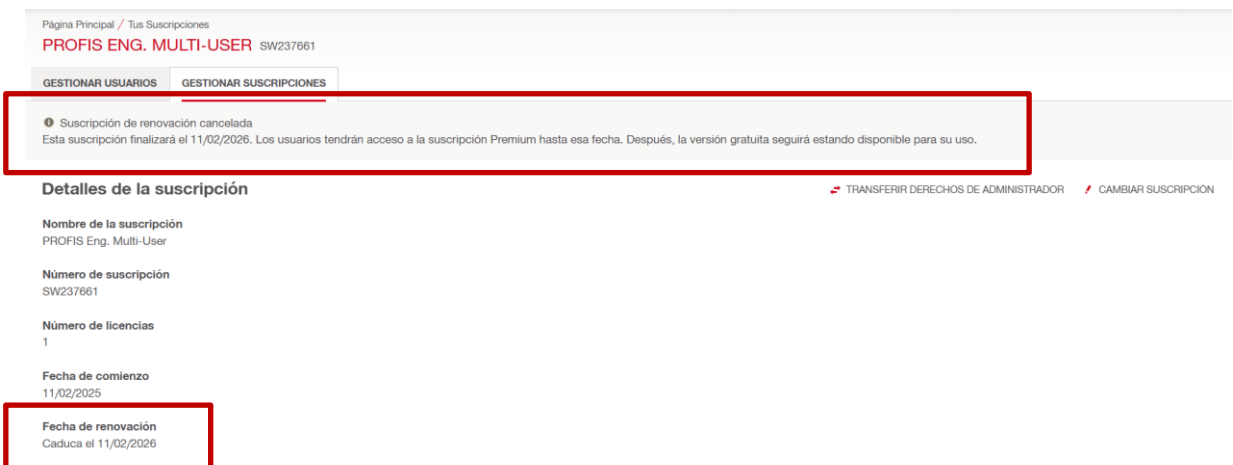 Página Principal / Tus Suscripciones
PROFIS ENG. MULTI-USER SW237661
GESTIONAR USUARIOS GESTIONAR SUSCRIPCIONES
Suscripción de renovación cancelada
Esta suscripción finalizará el 11/02/2026. Los usuarios tendrán acceso a la suscripción Premium hasta esa fecha. Después, la versión gratuita seguirá estando disponible para su uso.
Detalles de la suscripción
TRANSFERIR DERECHOS DE ADMINISTRADOR CAMBIAR SUSCRIPCIÓN
Nombre de la suscripción
PROFIS Eng. Multi-User
Número de suscripción
SW237661
Número de licencias
1
Fecha de comienzo
11/02/2025
Fecha de renovación
Caduca el 11/02/2026